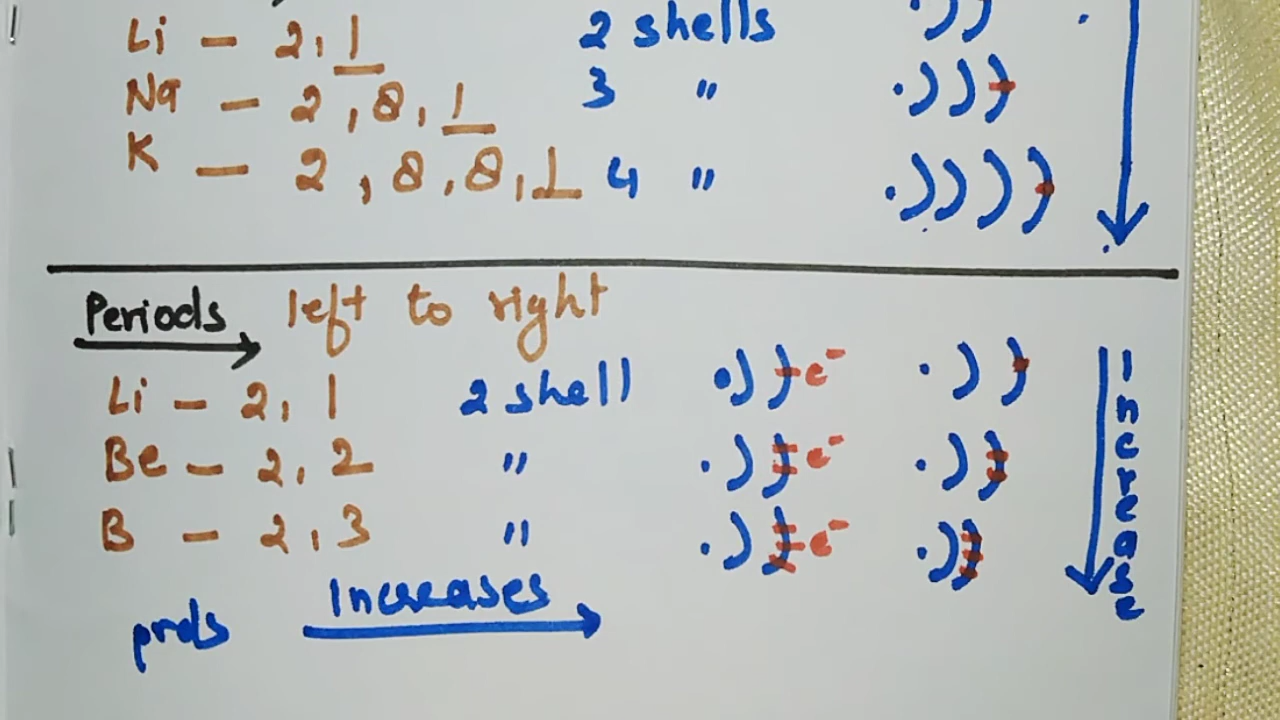 Li - 2,1 2 shells
Na - 2,8,1 3 "
K - 2,8,8,1 4 "
Periods left to right
Li - 2,1 2 shell e⁻
Be - 2,2 " e⁻
B - 2,3 " e⁻
Increase
prds Increases